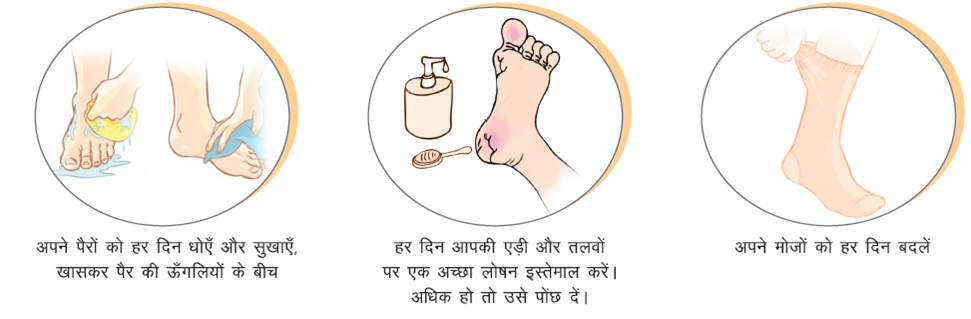 अपने पैरों को हर दिन धोएँ और सुखाएँ,
खासकर पैर की ऊँगलियों के बीच
हर दिन आपकी एड़ी और तलवों
पर एक अच्छा लोषन इस्तेमाल करें।
अधिक हो तो उसे पोंछ दें।
अपने मोजों को हर दिन बदलें